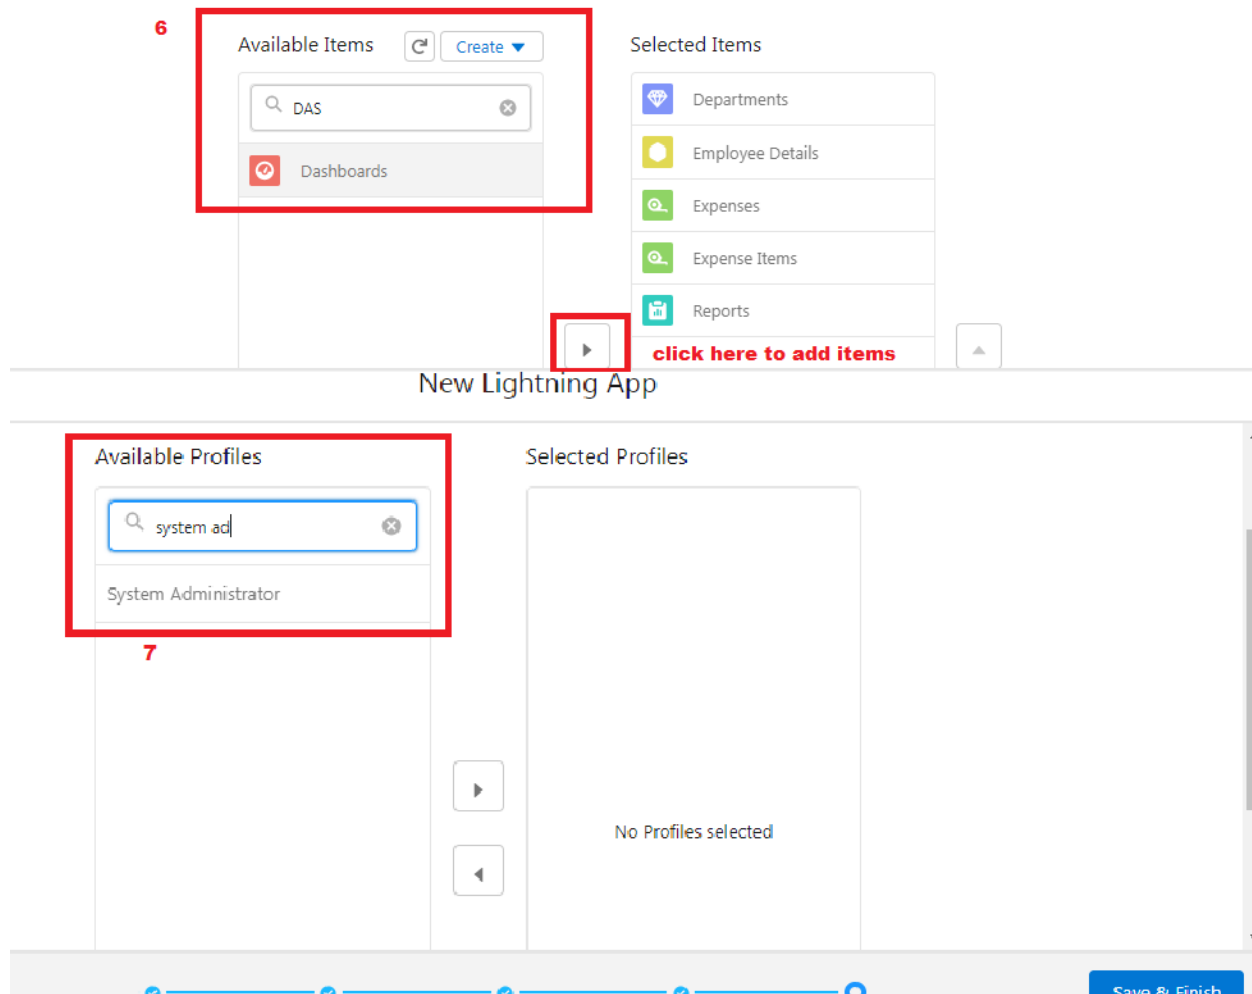 6
Available Items
Create
Selected Items
DAS
Dashboards
Departments
Employee Details
Expenses
Expense Items
Reports
click here to add items
New Lightning App
Available Profiles
Selected Profiles
system ad
System Administrator
7
No Profiles selected
Save & Finish